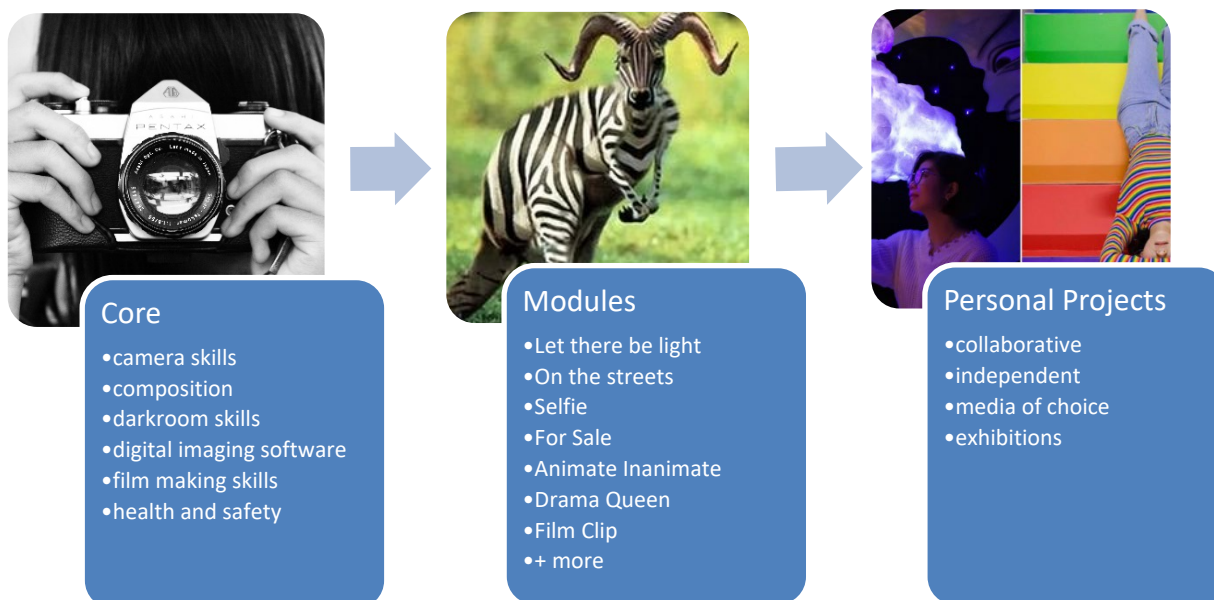 PENTAX
Core
•camera skills
•composition
•darkroom skills
•digital imaging software
•film making skills
•health and safety
Modules
•Let there be light
•On the streets
•Selfie
•For Sale
•Animate Inanimate
•Drama Queen
•Film Clip
•+ more
Personal Projects
•collaborative
•independent
•media of choice
•exhibitions